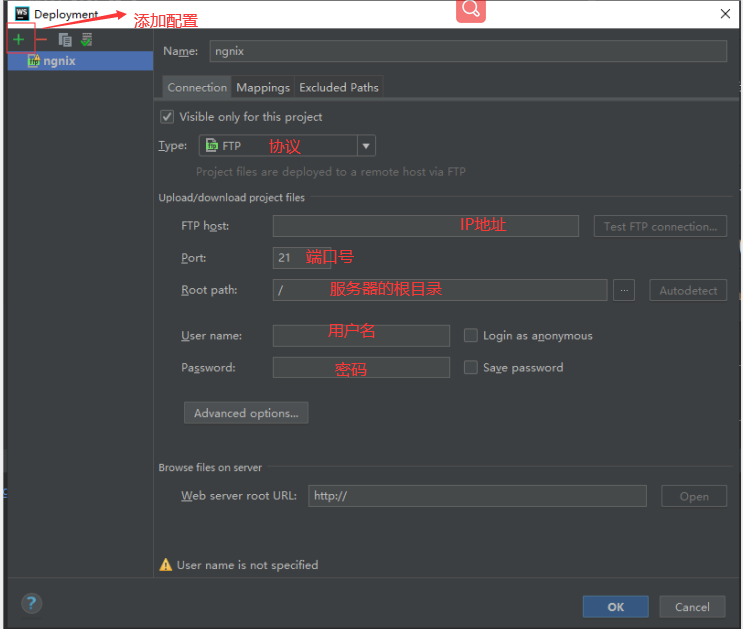 WS Deployment
添加配置
ngnix
Name: ngnix
Connection Mappings Excluded Paths
Visible only for this project
Type: FTP 协议
Project files are deployed to a remote host via FTP
Upload/download project files
FTP host: IP地址 Test FTP connection...
Port: 21 端口号
Root path: / 服务器的根目录 ... Autodetect
User name: 用户名 Login as anonymous
Password: 密码 Save password
Advanced options...
Browse files on server
Web server root URL: http:// Open
User name is not specified
? OK Cancel